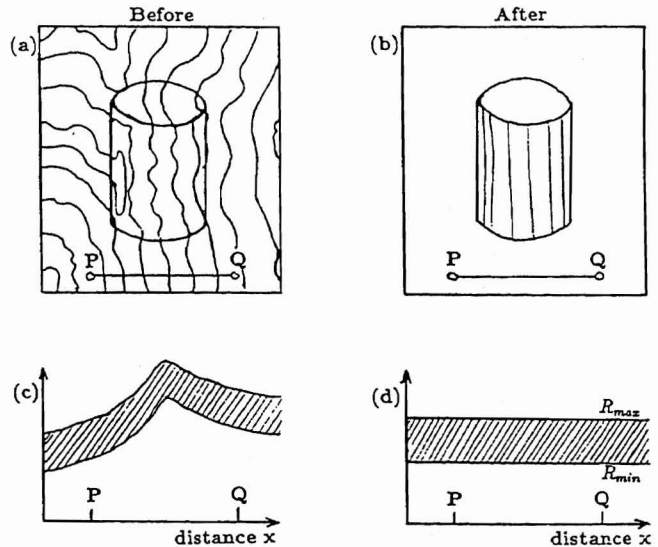 Before
After
(a)
(b)
P
Q
P
Q
(c)
(d)
R_max
R_min
P
Q
P
Q
distance x
distance x